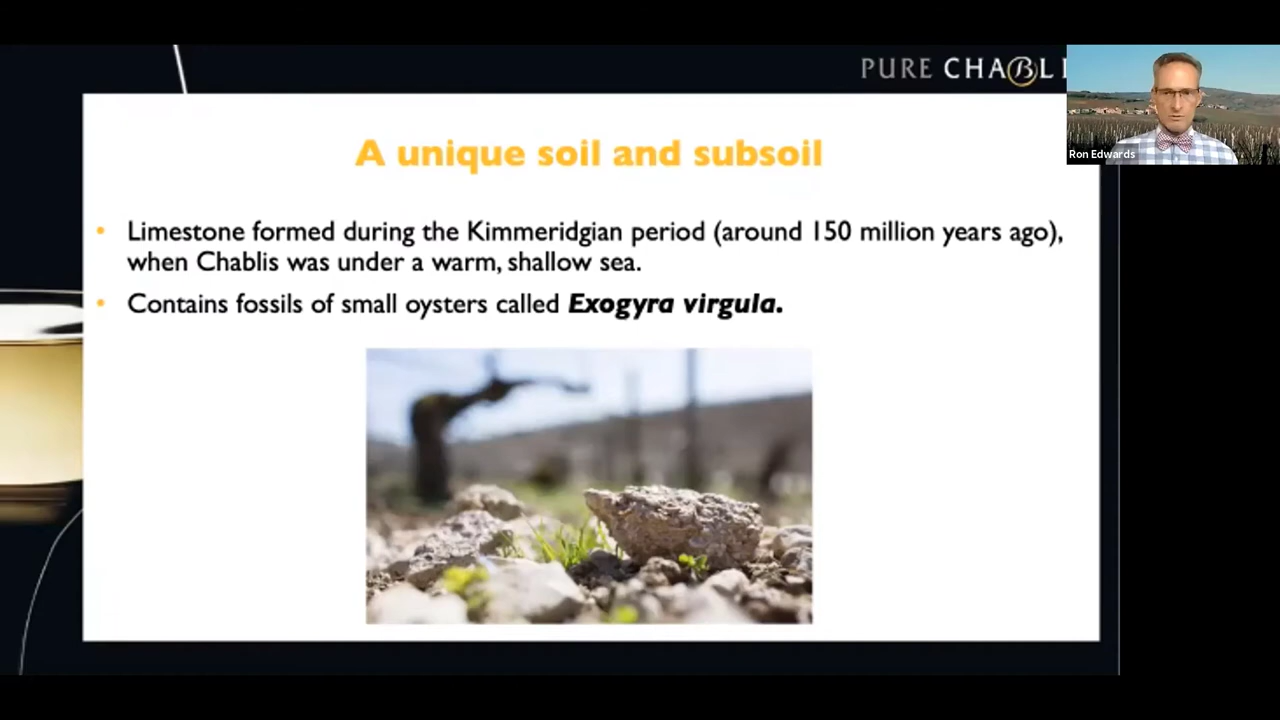 PURE CHABLI
Ron Edwards
A unique soil and subsoil
• Limestone formed during the Kimmeridgian period (around 150 million years ago),
when Chablis was under a warm, shallow sea.
• Contains fossils of small oysters called Exogyra virgula.